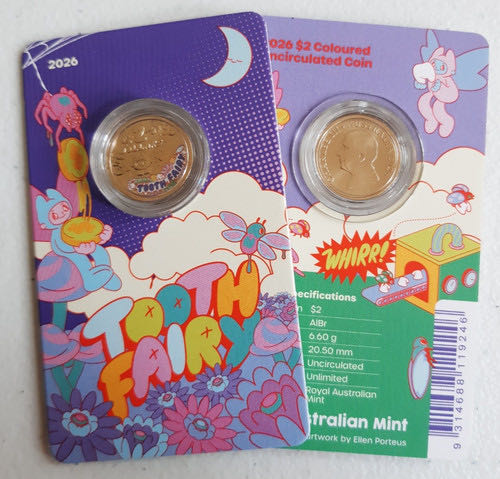 2026
TOOTH FAIRY
TOOTH
FAIRY
2026 $2 Coloured
Uncirculated Coin
WHIRR!
Specifications
$2
AlBr
6.60 g
20.50 mm
Uncirculated
Unlimited
Royal Australian
Mint
Australian Mint
Artwork by Ellen Porteus
9 314688 119246